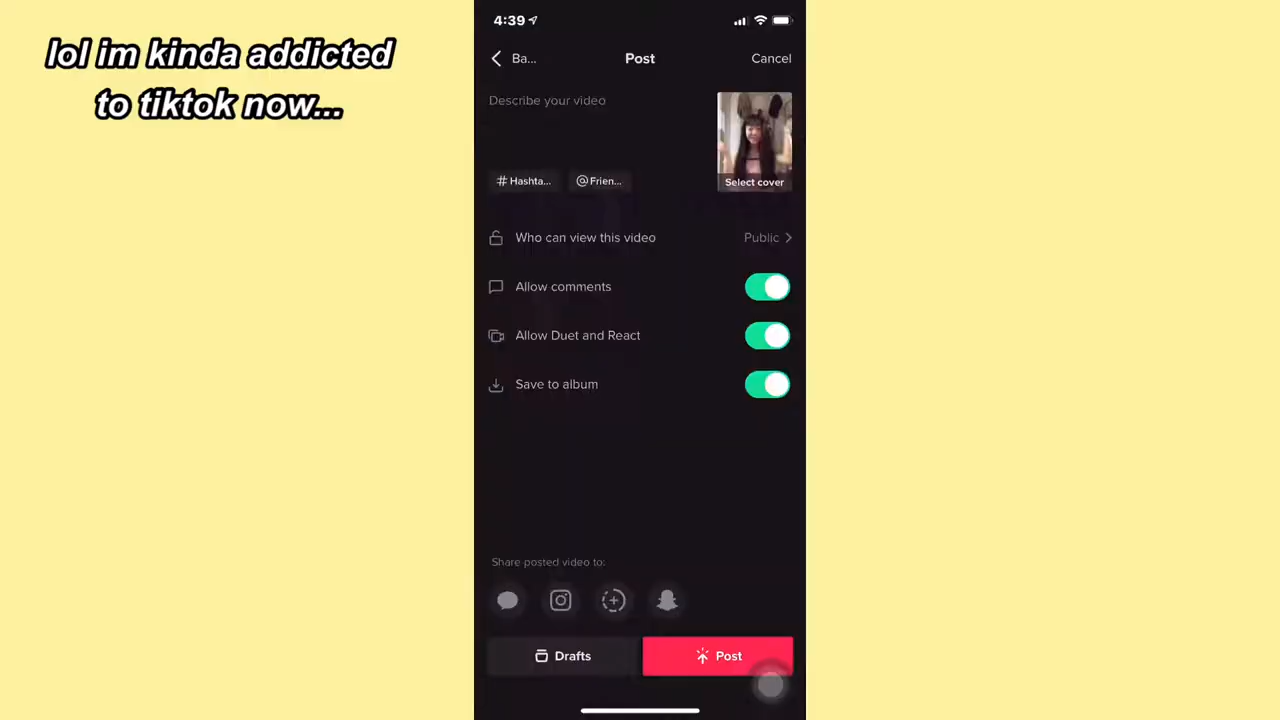 lol im kinda addicted
to tiktok now...
4:39
Ba...
Post
Cancel
Describe your video
Select cover
# Hashta...
@Frien...
Who can view this video
Public
Allow comments
Allow Duet and React
Save to album
Share posted video to:
Drafts
Post